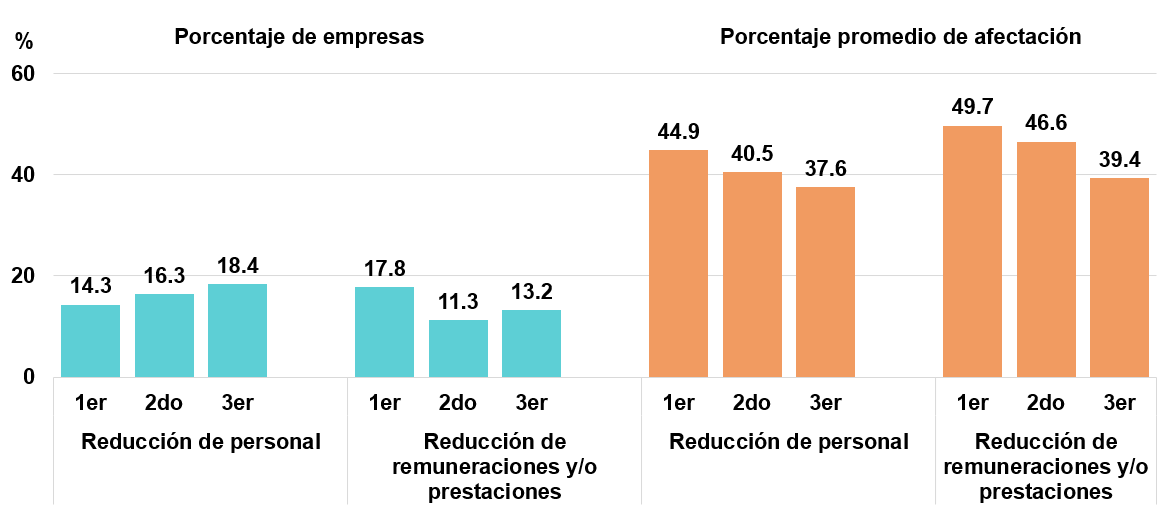 %
Porcentaje de empresas
Porcentaje promedio de afectación
60
40
20
0
14.3
16.3
18.4
17.8
11.3
13.2
44.9
40.5
37.6
49.7
46.6
39.4
1er 2do 3er
1er 2do 3er
1er 2do 3er
1er 2do 3er
Reducción de personal
Reducción de
remuneraciones y/o
prestaciones
Reducción de personal
Reducción de
remuneraciones y/o
prestaciones